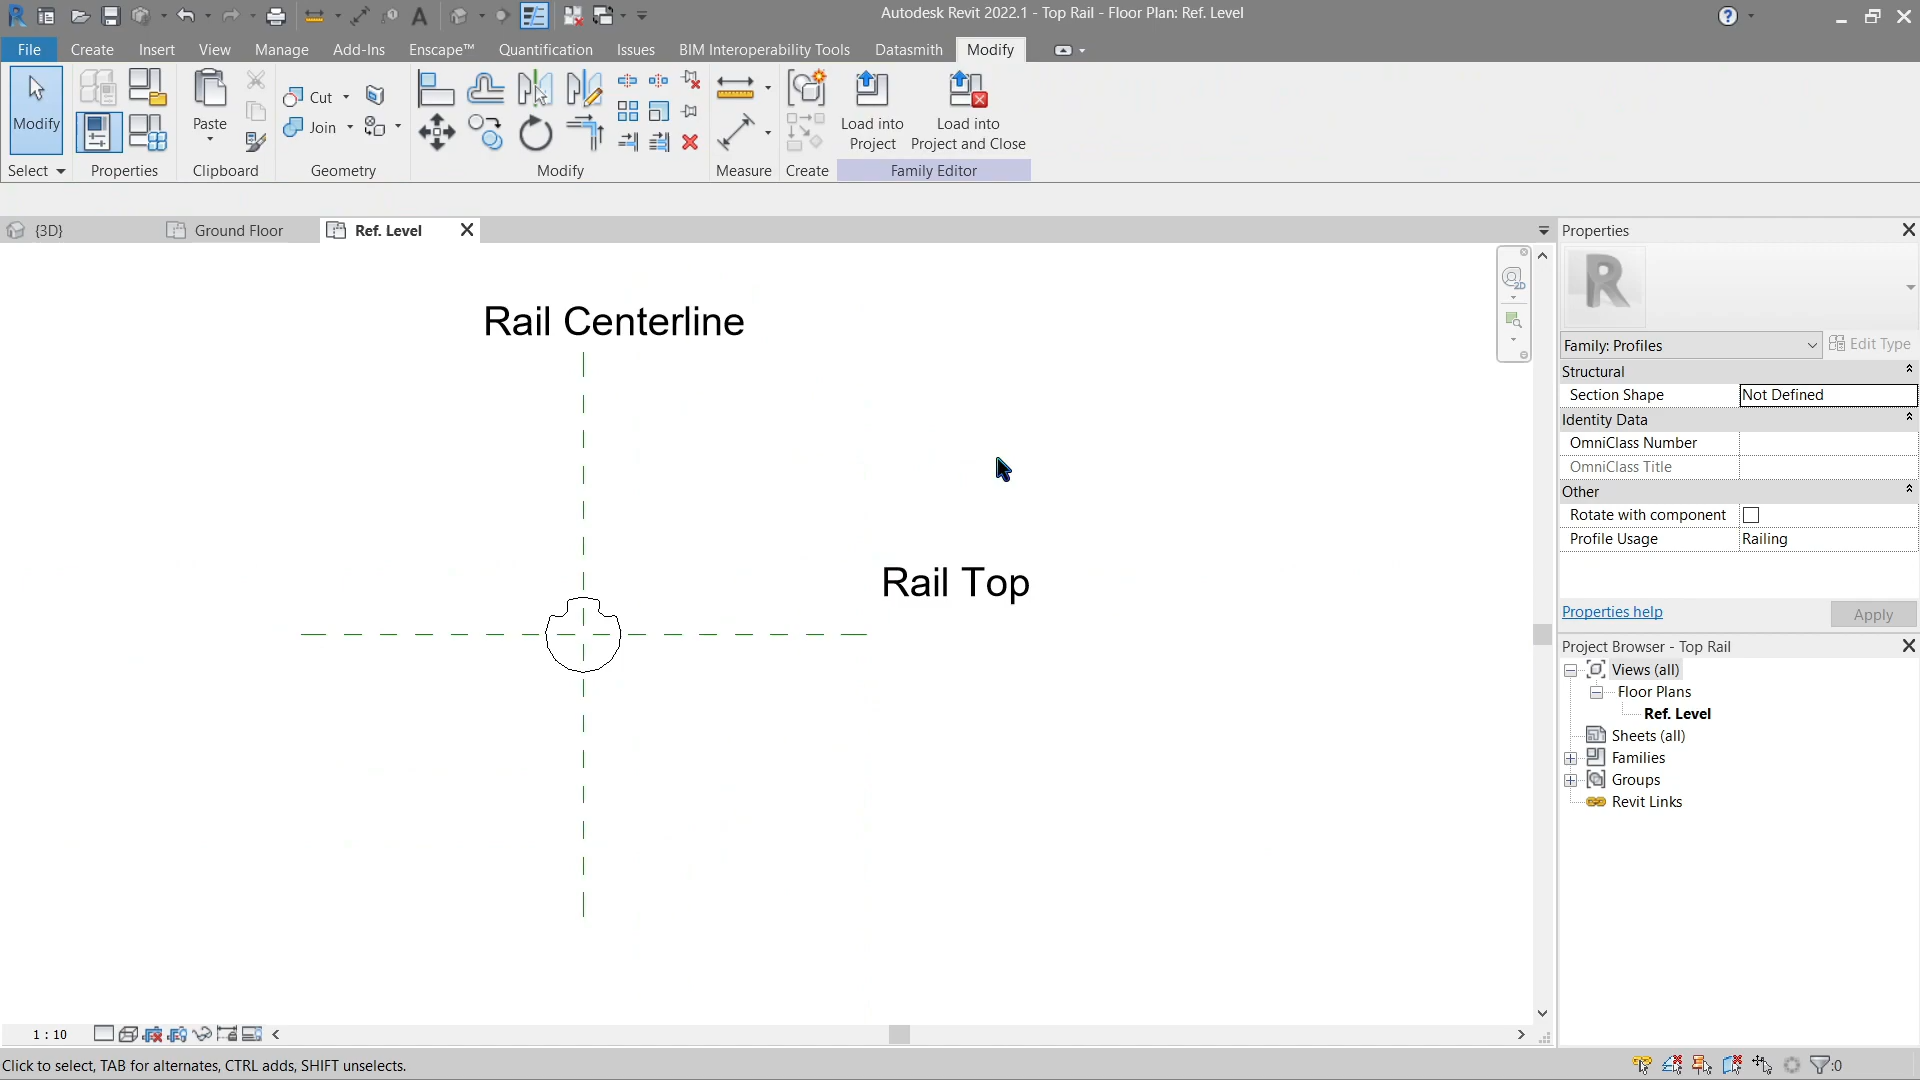 Autodesk Revit 2022.1 - Top Rail - Floor Plan: Ref. Level
File Create Insert View Manage Add-Ins Enscape™ Quantification Issues BIM Interoperability Tools Datasmith Modify
Modify
Paste
Cut
Join
Load into
Project
Load into
Project and Close
Select Properties Clipboard Geometry Modify Measure Create Family Editor
{3D} Ground Floor Ref. Level
Rail Centerline
Rail Top
Properties
Family: Profiles Edit Type
Structural
Section Shape Not Defined
Identity Data
OmniClass Number
OmniClass Title
Other
Rotate with component
Profile Usage Railing
Properties help Apply
Project Browser - Top Rail
Views (all)
Floor Plans
Ref. Level
Sheets (all)
Families
Groups
Revit Links
1 : 10
Click to select, TAB for alternates, CTRL adds, SHIFT unselects.
:0